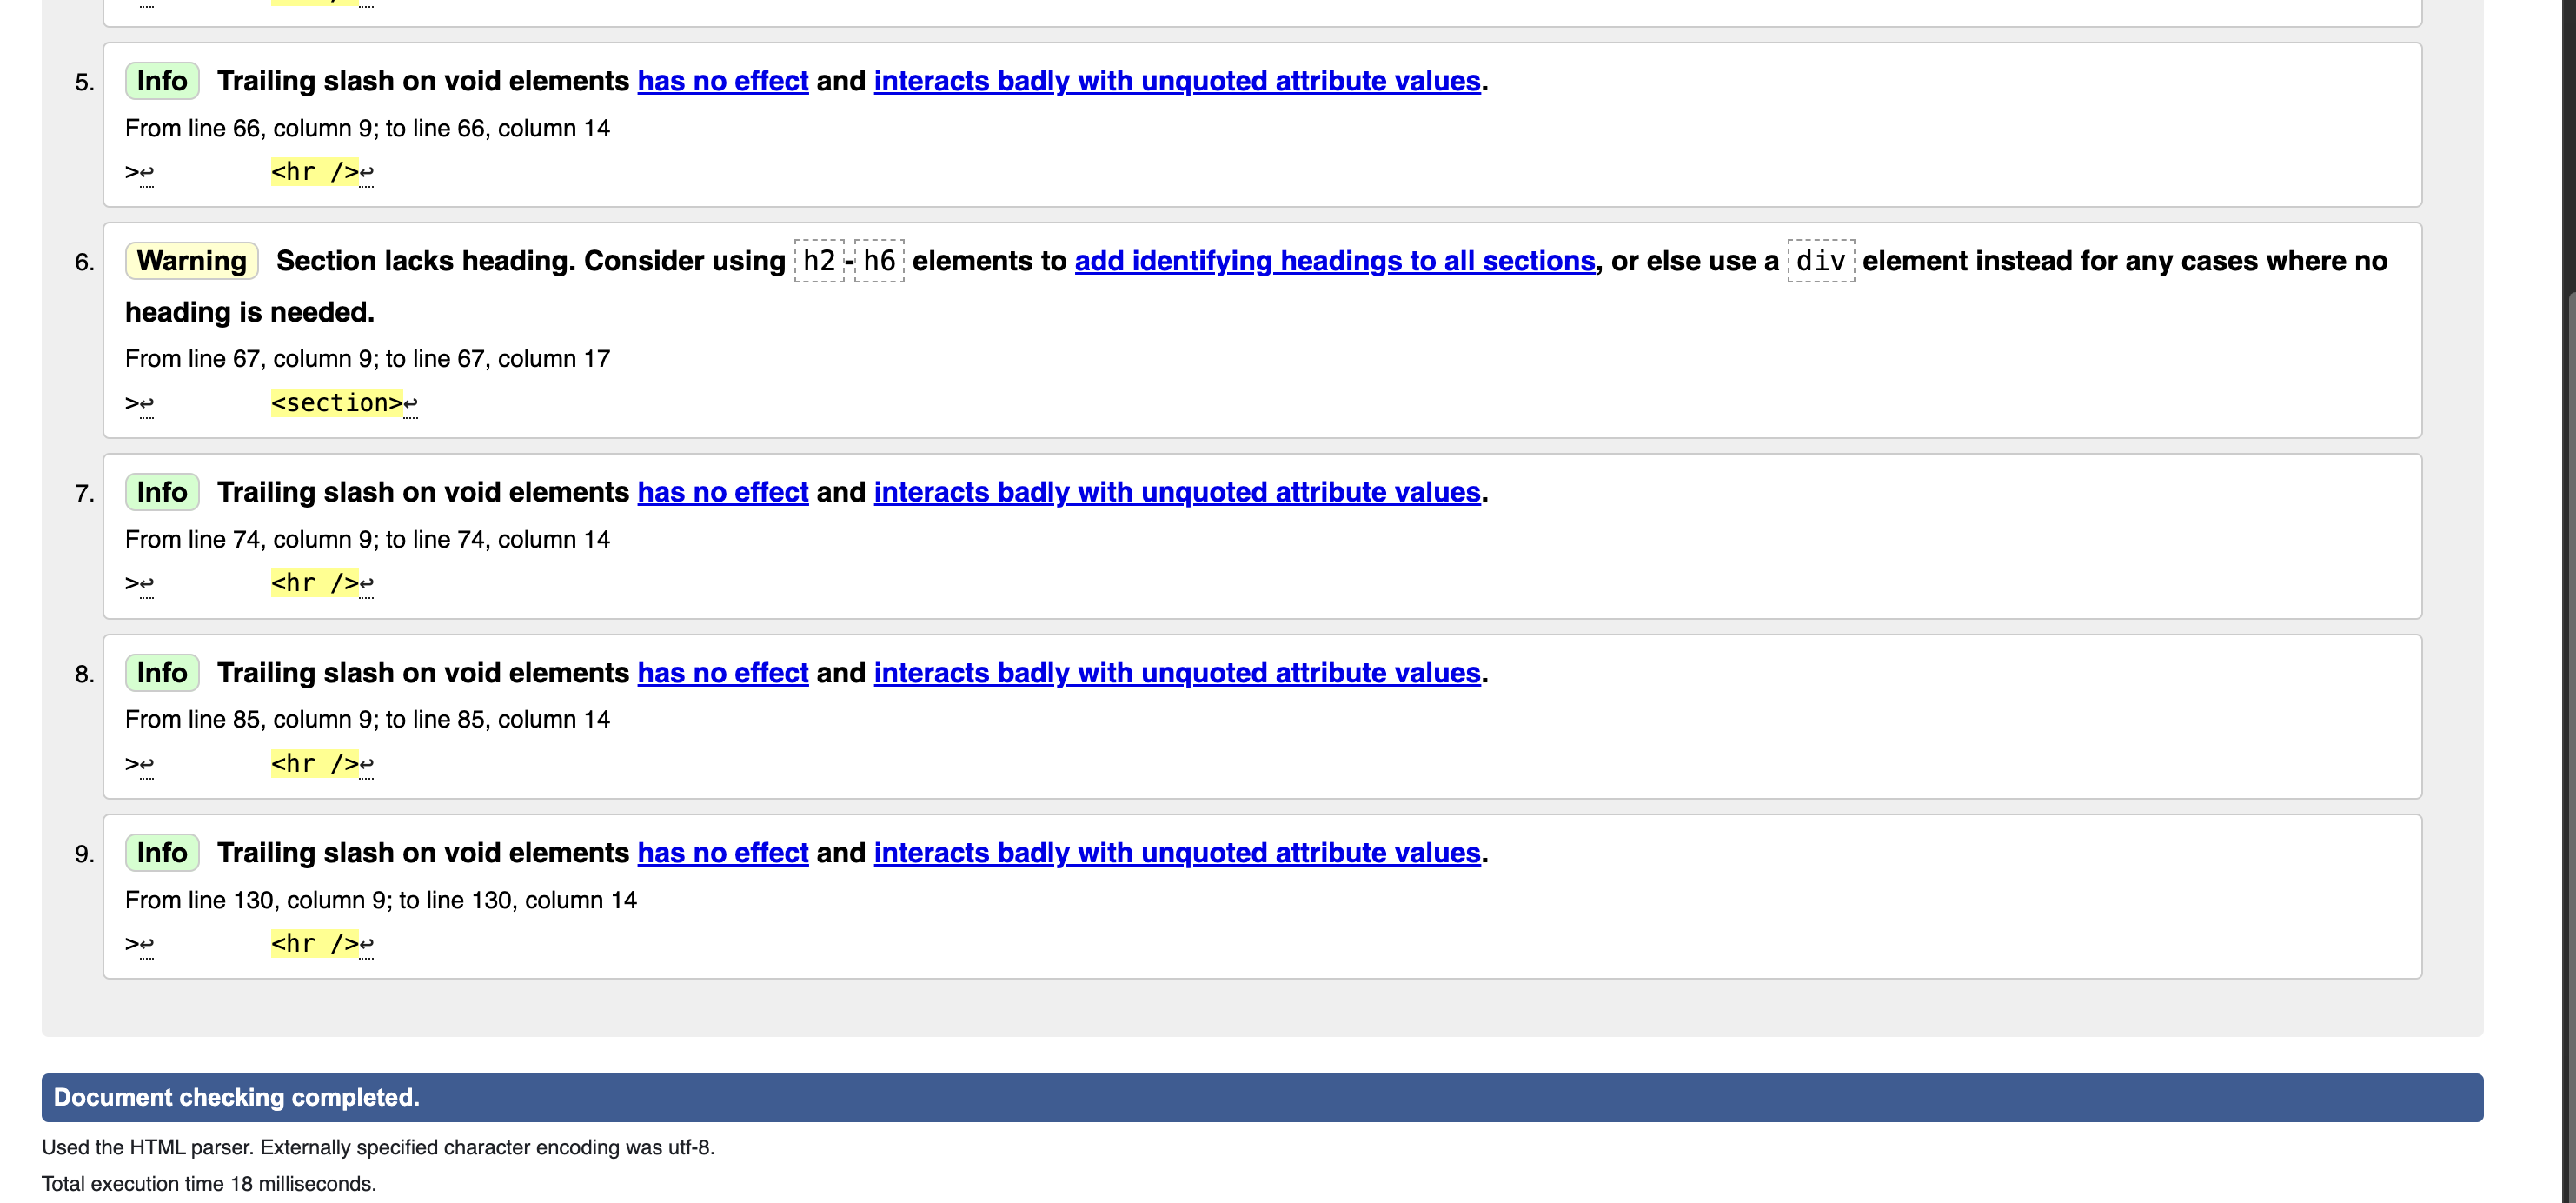 5. Info Trailing slash on void elements has no effect and interacts badly with unquoted attribute values.
From line 66, column 9; to line 66, column 14
>↩ <hr />↩
6. Warning Section lacks heading. Consider using h2-h6 elements to add identifying headings to all sections, or else use a div element instead for any cases where no
heading is needed.
From line 67, column 9; to line 67, column 17
>↩ <section>↩
7. Info Trailing slash on void elements has no effect and interacts badly with unquoted attribute values.
From line 74, column 9; to line 74, column 14
>↩ <hr />↩
8. Info Trailing slash on void elements has no effect and interacts badly with unquoted attribute values.
From line 85, column 9; to line 85, column 14
>↩ <hr />↩
9. Info Trailing slash on void elements has no effect and interacts badly with unquoted attribute values.
From line 130, column 9; to line 130, column 14
>↩ <hr />↩
Document checking completed.
Used the HTML parser. Externally specified character encoding was utf-8.
Total execution time 18 milliseconds.